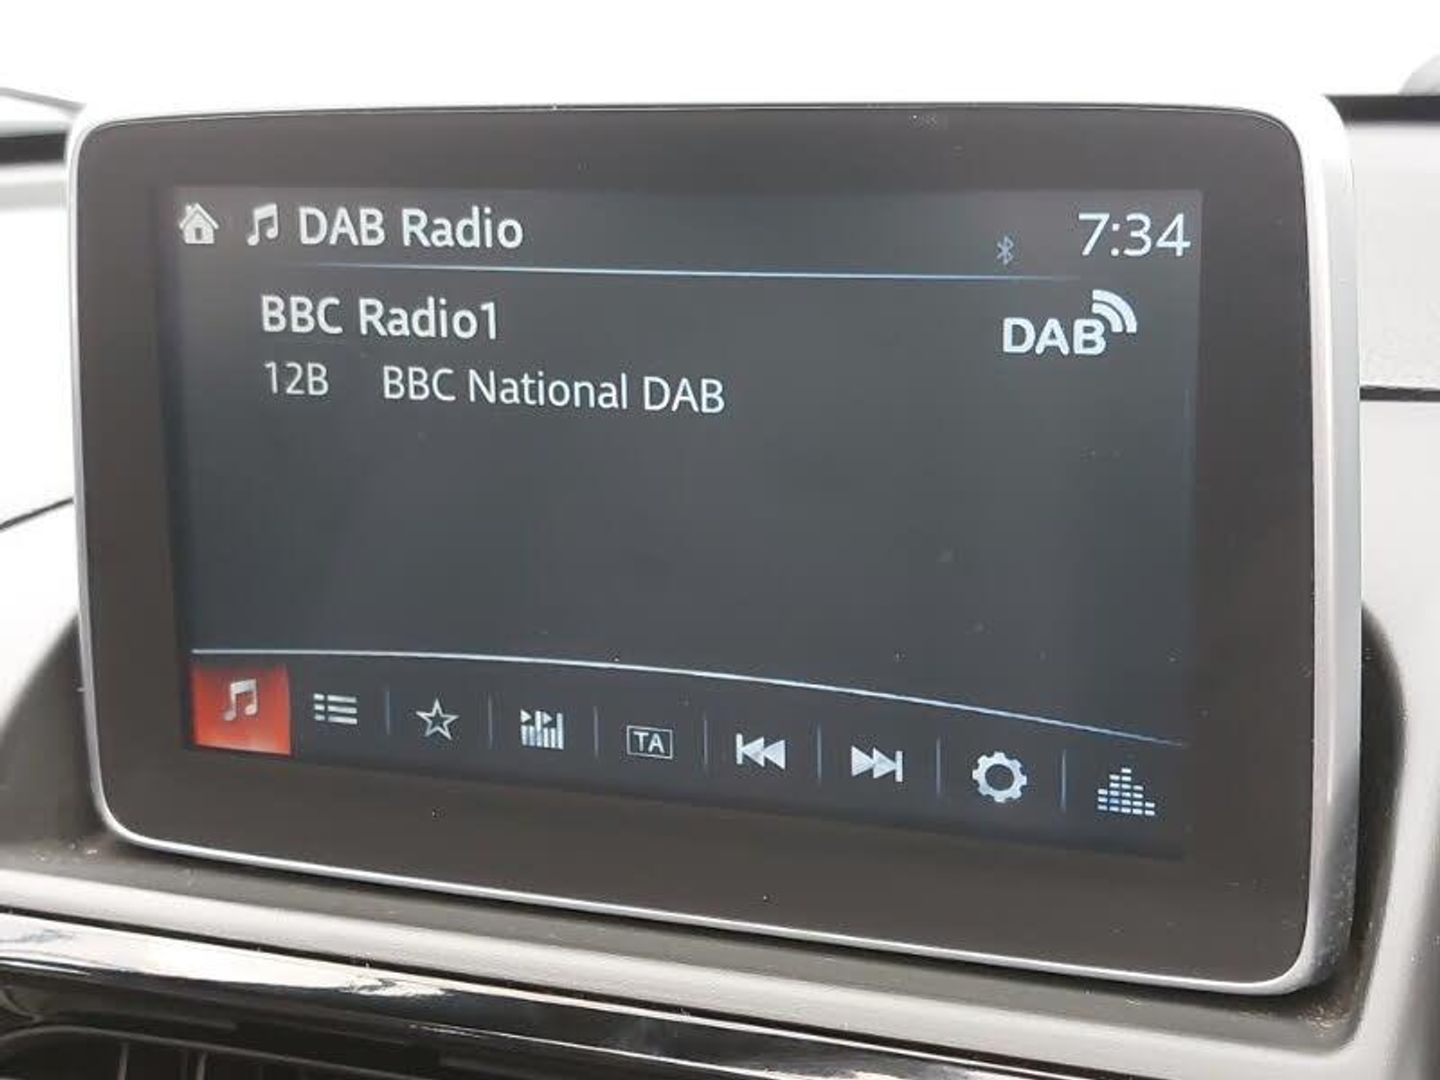 DAB Radio 7:34
BBC Radio1 DAB
12B BBC National DAB
TA